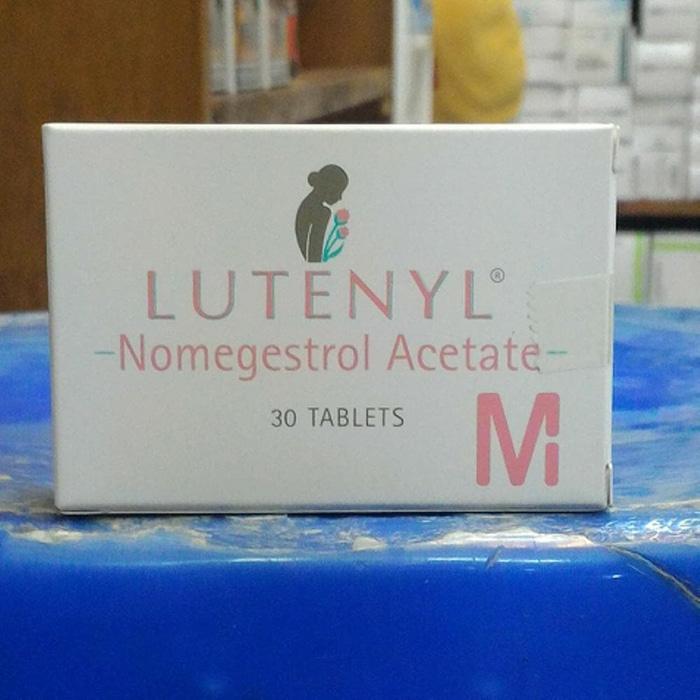 LUTENYL®
-Nomegestrol Acetate-
30 TABLETS
M